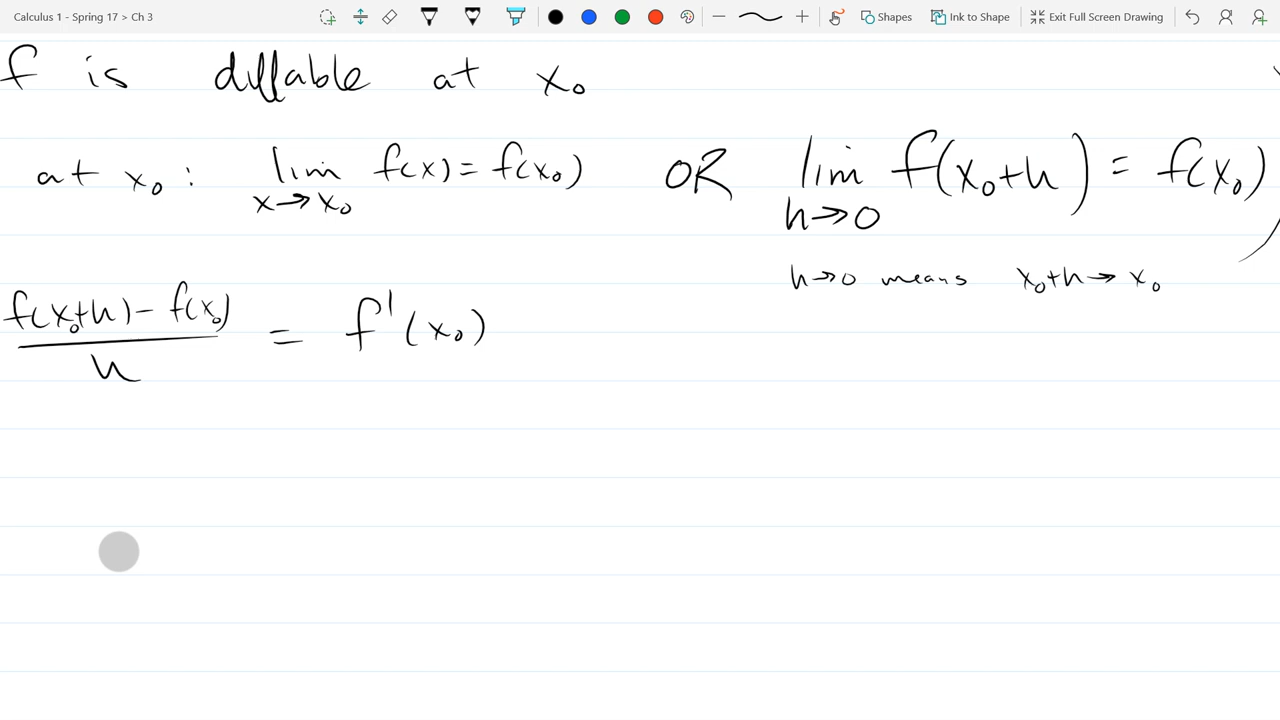 Calculus 1 - Spring 17 > Ch 3 Shapes Ink to Shape Exit Full Screen Drawing
f is diffable at x₀
at x₀ : lim f(x) = f(x₀) OR lim f(x₀+h) = f(x₀)
x→x₀ h→0
h→0 means x₀+h → x₀
f(x₀+h) - f(x₀)
= f'(x₀)
h